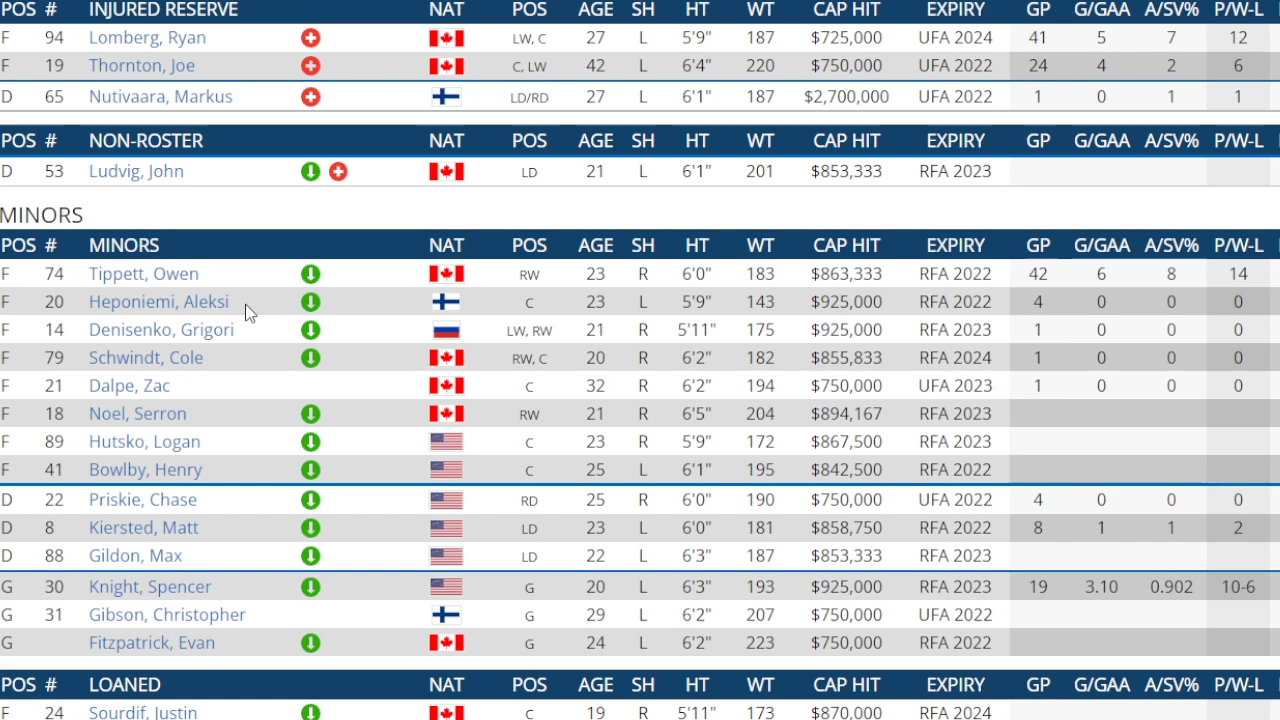 POS # INJURED RESERVE NAT POS AGE SH HT WT CAP HIT EXPIRY GP G/GAA A/SV% P/W-L
F 94 Lomberg, Ryan LW, C 27 L 5'9" 187 $725,000 UFA 2024 41 5 7 12
F 19 Thornton, Joe C, LW 42 L 6'4" 220 $750,000 UFA 2022 24 4 2 6
D 65 Nutivaara, Markus LD/RD 27 L 6'1" 187 $2,700,000 UFA 2022 1 0 1 1
POS # NON-ROSTER NAT POS AGE SH HT WT CAP HIT EXPIRY GP G/GAA A/SV% P/W-L
D 53 Ludvig, John LD 21 L 6'1" 201 $853,333 RFA 2023
MINORS
POS # MINORS NAT POS AGE SH HT WT CAP HIT EXPIRY GP G/GAA A/SV% P/W-L
F 74 Tippett, Owen RW 23 R 6'0" 183 $863,333 RFA 2022 42 6 8 14
F 20 Heponiemi, Aleksi C 23 L 5'9" 143 $925,000 RFA 2022 4 0 0 0
F 14 Denisenko, Grigori LW, RW 21 R 5'11" 175 $925,000 RFA 2023 1 0 0 0
F 79 Schwindt, Cole RW, C 20 R 6'2" 182 $855,833 RFA 2024 1 0 0 0
F 21 Dalpe, Zac C 32 R 6'2" 194 $750,000 UFA 2023 1 0 0 0
F 18 Noel, Serron RW 21 R 6'5" 204 $894,167 RFA 2023
F 89 Hutsko, Logan C 23 R 5'9" 172 $867,500 RFA 2023
F 41 Bowlby, Henry C 25 L 6'1" 195 $842,500 RFA 2022
D 22 Priskie, Chase RD 25 R 6'0" 190 $750,000 UFA 2022 4 0 0 0
D 8 Kiersted, Matt LD 23 L 6'0" 181 $858,750 RFA 2022 8 1 1 2
D 88 Gildon, Max LD 22 L 6'3" 187 $853,333 RFA 2023
G 30 Knight, Spencer G 20 L 6'3" 193 $925,000 RFA 2023 19 3.10 0.902 10-6
G 31 Gibson, Christopher G 29 L 6'2" 207 $750,000 UFA 2022
G Fitzpatrick, Evan G 24 L 6'2" 223 $750,000 RFA 2022
POS # LOANED NAT POS AGE SH HT WT CAP HIT EXPIRY GP G/GAA A/SV% P/W-L
F 24 Sourdif, Justin C 19 R 5'11" 173 $870,000 RFA 2024